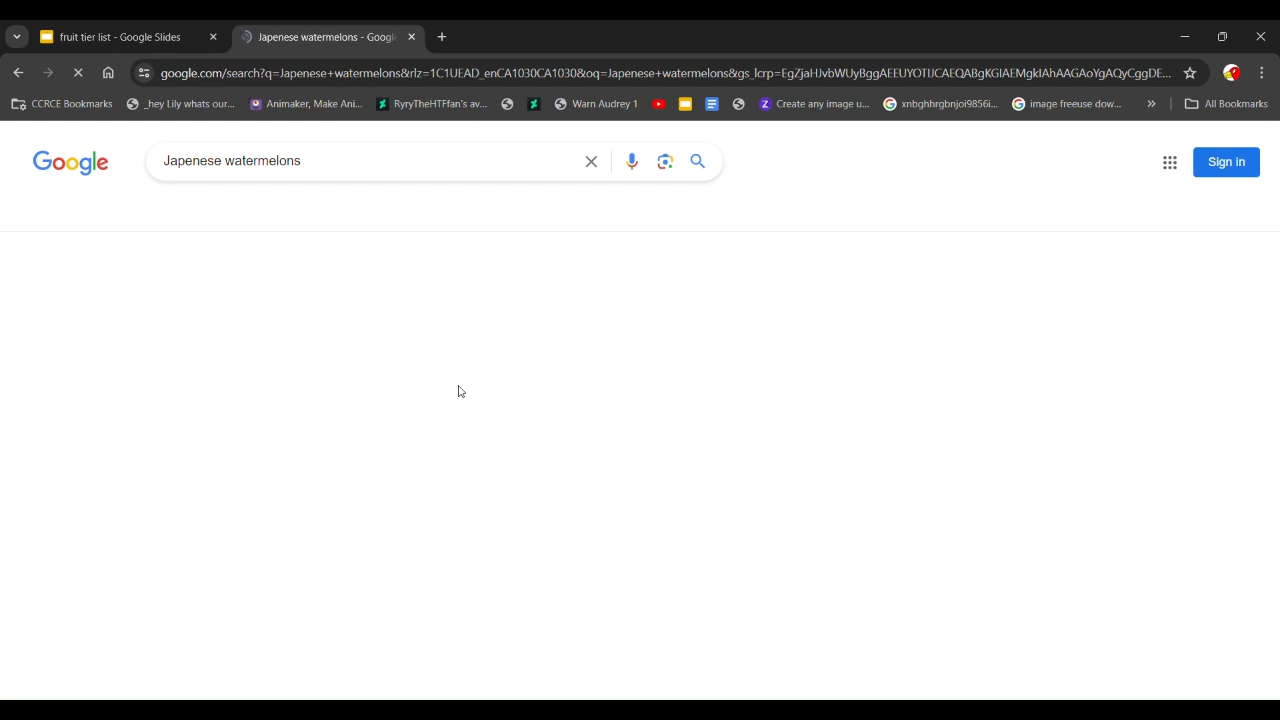 fruit tier list - Google Slides
Japenese watermelons - Google
google.com/search?q=Japenese+watermelons&rlz=1C1UEAD_enCA1030CA1030&oq=Japenese+watermelons&gs_lcrp=
CCRCE Bookmarks
_hey Lily whats our...
Animaker, Make Ani...
RyryTheHTFfan's av...
Warn Audrey 1
Create any image u...
xnbghhrgbnjoi9856i...
image freeuse dow...
All Bookmarks
Google
Japenese watermelons
Sign in